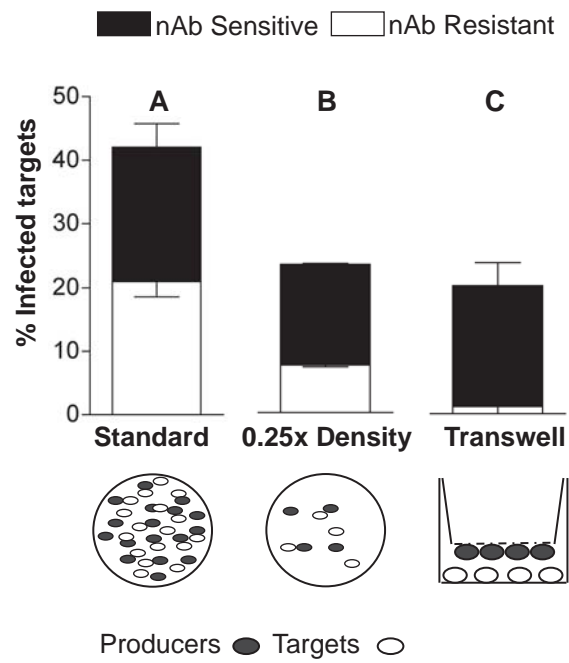 nAb Sensitive nAb Resistant
A B C
% Infected targets
50
40
30
20
10
0
Standard 0.25x Density Transwell
Producers Targets